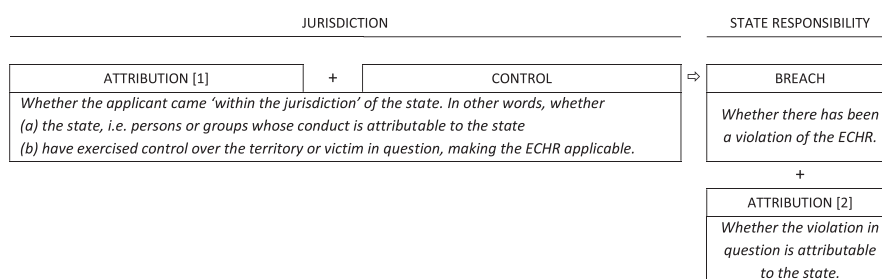 JURISDICTION
STATE RESPONSIBILITY
ATTRIBUTION [1] + CONTROL ⇨ BREACH
Whether the applicant came ‘within the jurisdiction’ of the state. In other words, whether
(a) the state, i.e. persons or groups whose conduct is attributable to the state
(b) have exercised control over the territory or victim in question, making the ECHR applicable.
Whether there has been
a violation of the ECHR.
+
ATTRIBUTION [2]
Whether the violation in
question is attributable
to the state.